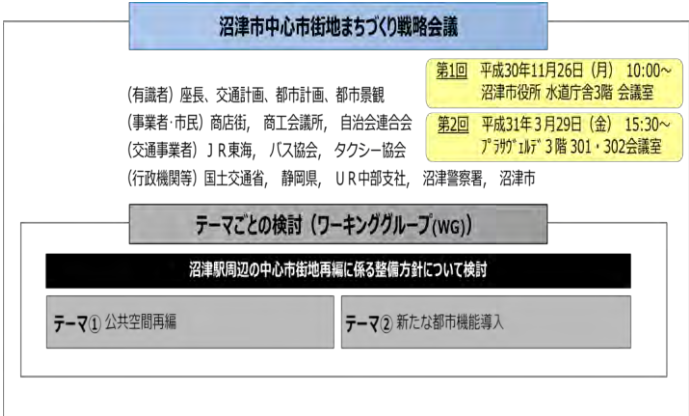 沼津市中心市街地まちづくり戦略会議
第1回 平成30年11月26日（月） 10:00～
沼津市役所 水道庁舎3階 会議室
(有識者) 座長、交通計画、都市計画、都市景観
(事業者・市民) 商店街, 商工会議所, 自治会連合会
第2回 平成31年3月29日（金） 15:30～
ﾌﾟﾗｻｳﾞｪﾙﾃﾞ 3階 301・302会議室
(交通事業者) ＪＲ東海, バス協会, タクシー協会
(行政機関等) 国土交通省, 静岡県, ＵＲ中部支社, 沼津警察署, 沼津市
テーマごとの検討（ワーキンググループ(WG)）
沼津駅周辺の中心市街地再編に係る整備方針について検討
テーマ① 公共空間再編
テーマ② 新たな都市機能導入